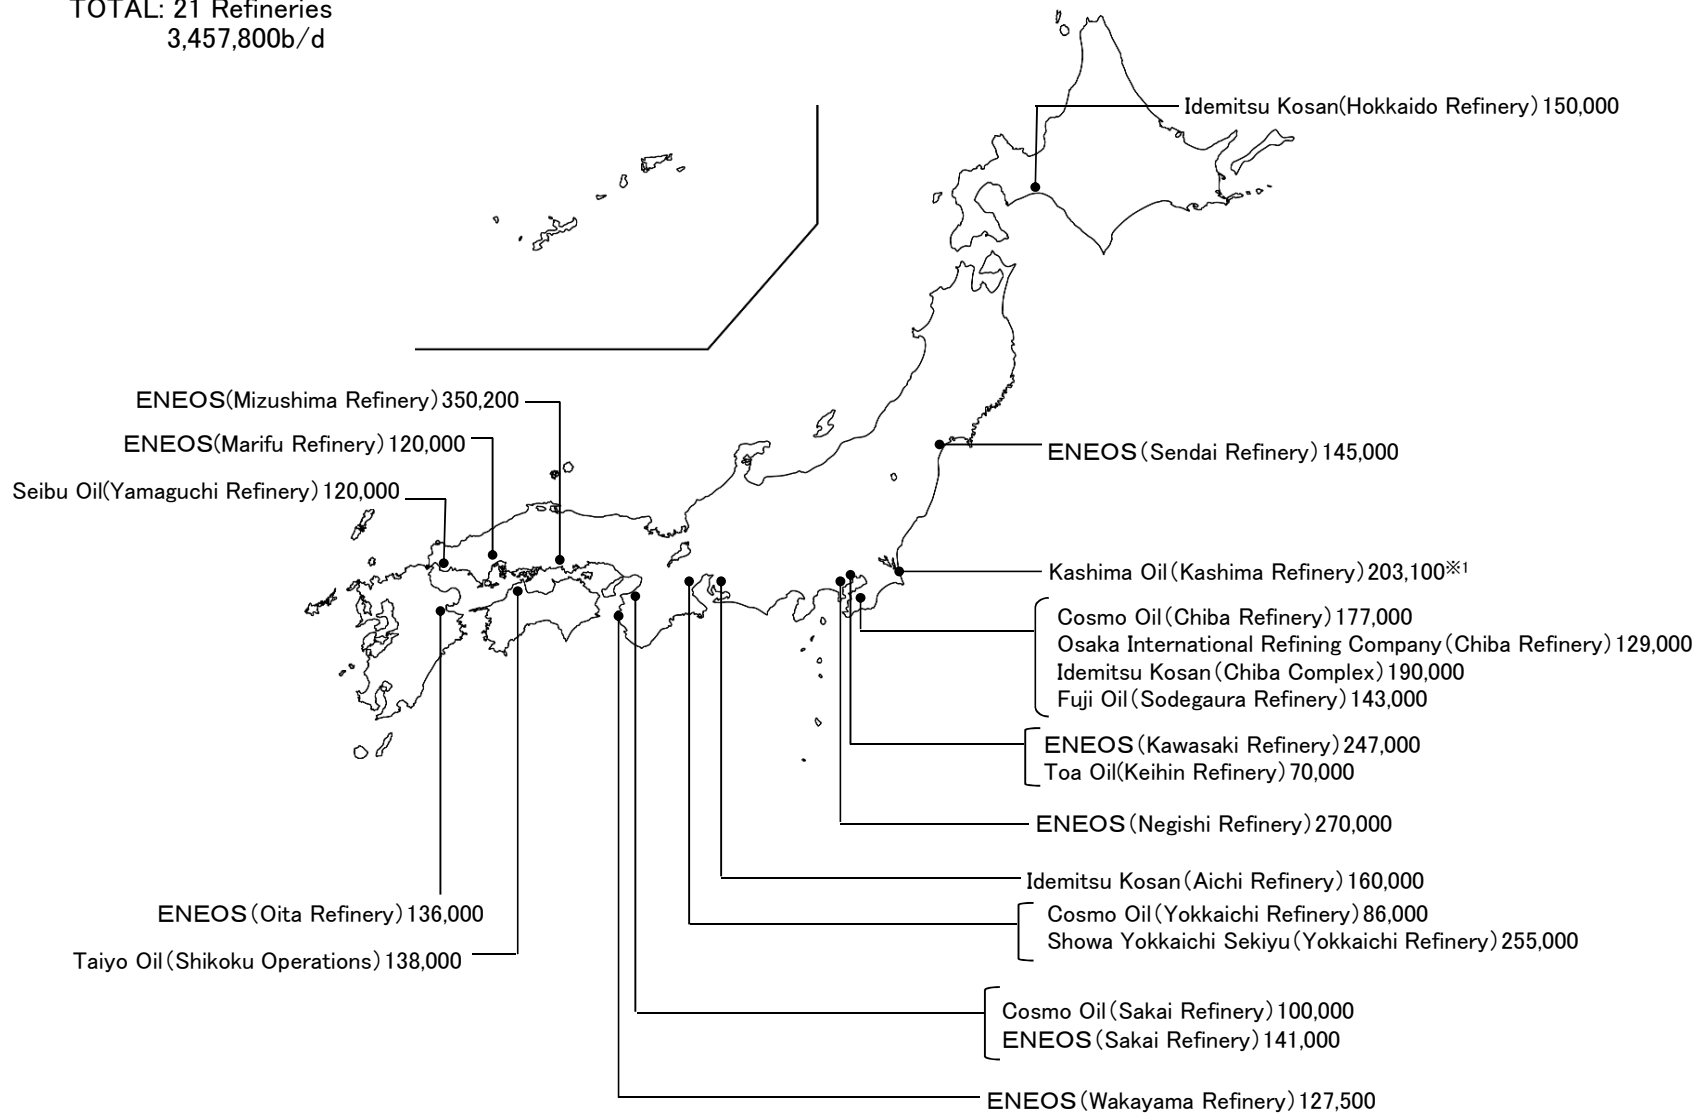 TOTAL: 21 Refineries
3,457,800b/d
Idemitsu Kosan(Hokkaido Refinery)150,000
ENEOS(Mizushima Refinery)350,200
ENEOS(Marifu Refinery)120,000
Seibu Oil(Yamaguchi Refinery)120,000
ENEOS(Sendai Refinery)145,000
Kashima Oil(Kashima Refinery)203,100※1
Cosmo Oil(Chiba Refinery)177,000
Osaka International Refining Company(Chiba Refinery)129,000
Idemitsu Kosan(Chiba Complex)190,000
Fuji Oil(Sodegaura Refinery)143,000
ENEOS(Kawasaki Refinery)247,000
Toa Oil(Keihin Refinery)70,000
ENEOS(Negishi Refinery)270,000
Idemitsu Kosan(Aichi Refinery)160,000
Cosmo Oil(Yokkaichi Refinery)86,000
Showa Yokkaichi Sekiyu(Yokkaichi Refinery)255,000
ENEOS(Oita Refinery)136,000
Taiyo Oil(Shikoku Operations)138,000
Cosmo Oil(Sakai Refinery)100,000
ENEOS(Sakai Refinery)141,000
ENEOS(Wakayama Refinery)127,500